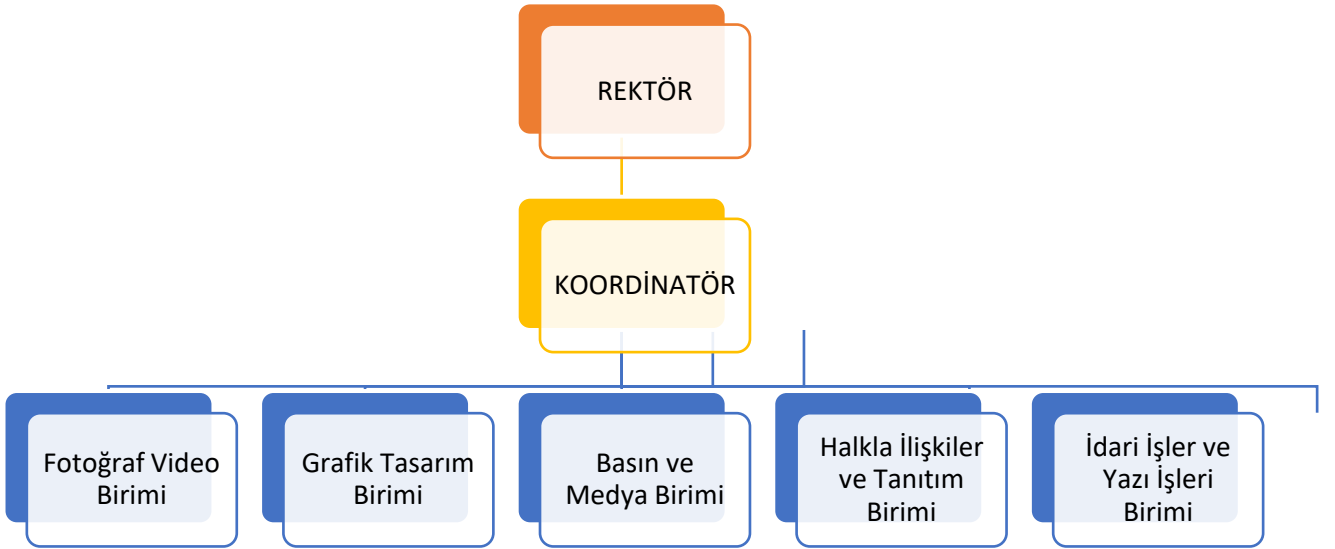 REKTÖR
KOORDİNATÖR
Fotoğraf Video
Birimi
Grafik Tasarım
Birimi
Basın ve
Medya Birimi
Halkla İlişkiler
ve Tanıtım
Birimi
İdari İşler ve
Yazı İşleri
Birimi